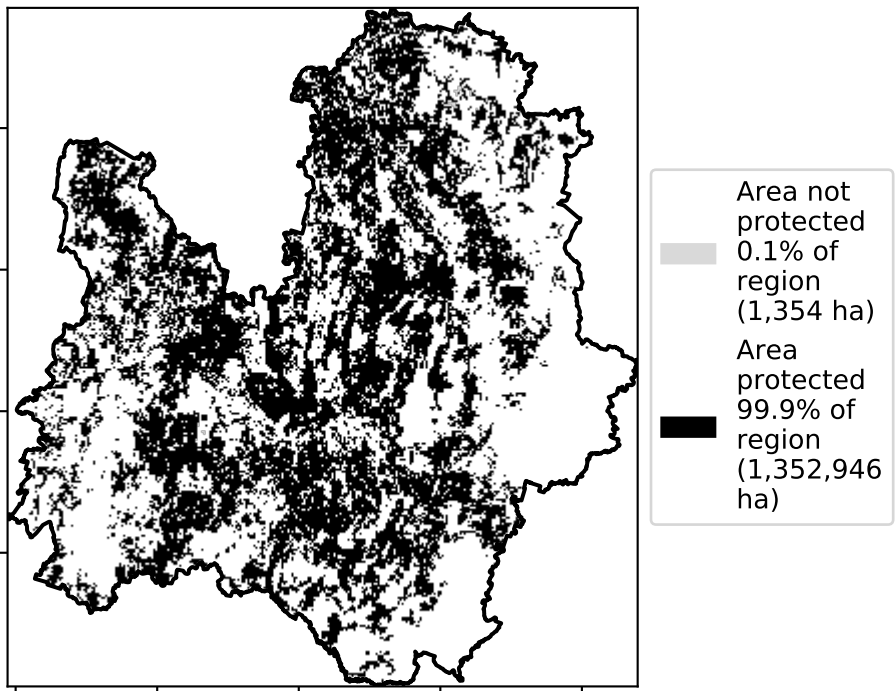 Area not
protected
0.1% of
region
(1,354 ha)
Area
protected
99.9% of
region
(1,352,946
ha)